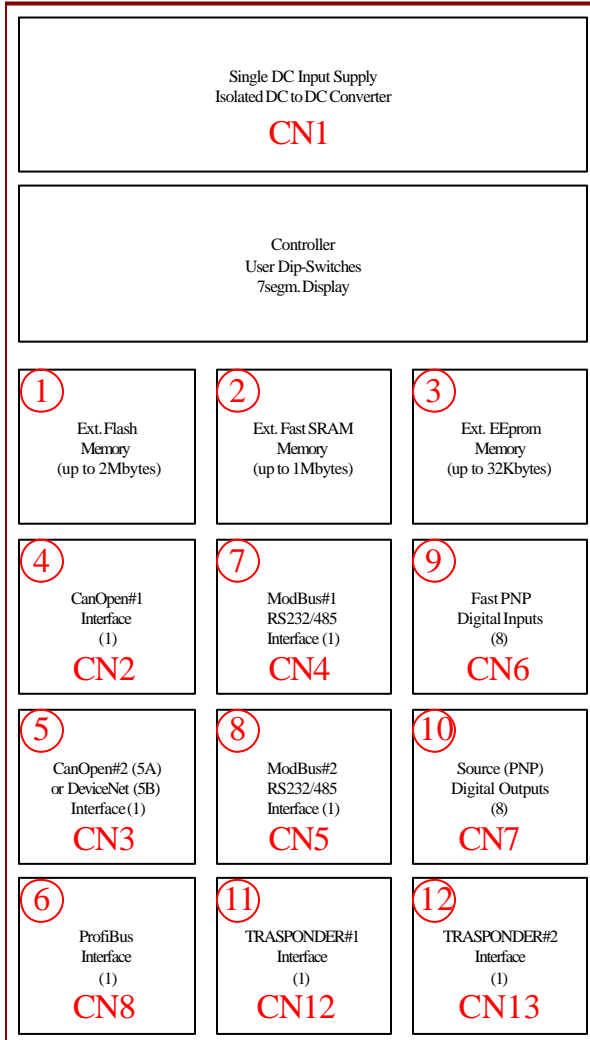 Single DC Input Supply
Isolated DC to DC Converter
CN1
Controller
User Dip-Switches
7segm. Display
1
Ext. Flash
Memory
(up to 2Mbytes)
2
Ext. Fast SRAM
Memory
(up to 1Mbytes)
3
Ext. EEprom
Memory
(up to 32Kbytes)
4
CanOpen#1
Interface
(1)
CN2
7
ModBus#1
RS232/485
Interface (1)
CN4
9
Fast PNP
Digital Inputs
(8)
CN6
5
CanOpen#2 (5A)
or DeviceNet (5B)
Interface (1)
CN3
8
ModBus#2
RS232/485
Interface (1)
CN5
10
Source (PNP)
Digital Outputs
(8)
CN7
6
ProfiBus
Interface
(1)
CN8
11
TRASPONDER#1
Interface
(1)
CN12
12
TRASPONDER#2
Interface
(1)
CN13